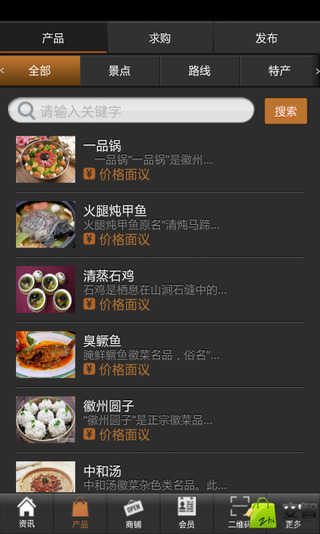 产品 求购 发布
< 全部 景点 路线 特产 >
请输入关键字 搜索
一品锅
一品锅“一品锅”是徽州...
¥ 价格面议
火腿炖甲鱼
火腿炖甲鱼原名“清炖马蹄...
¥ 价格面议
清蒸石鸡
石鸡是栖息在山涧石缝中的...
¥ 价格面议
臭鳜鱼
腌鲜鳜鱼徽菜名品，俗名“...
¥ 价格面议
徽州圆子
“徽州圆子”是正宗徽菜品...
¥ 价格面议
中和汤
中和汤徽菜杂色类名品。此...
OPEN
资讯 产品 商铺 会员 二维码 更多